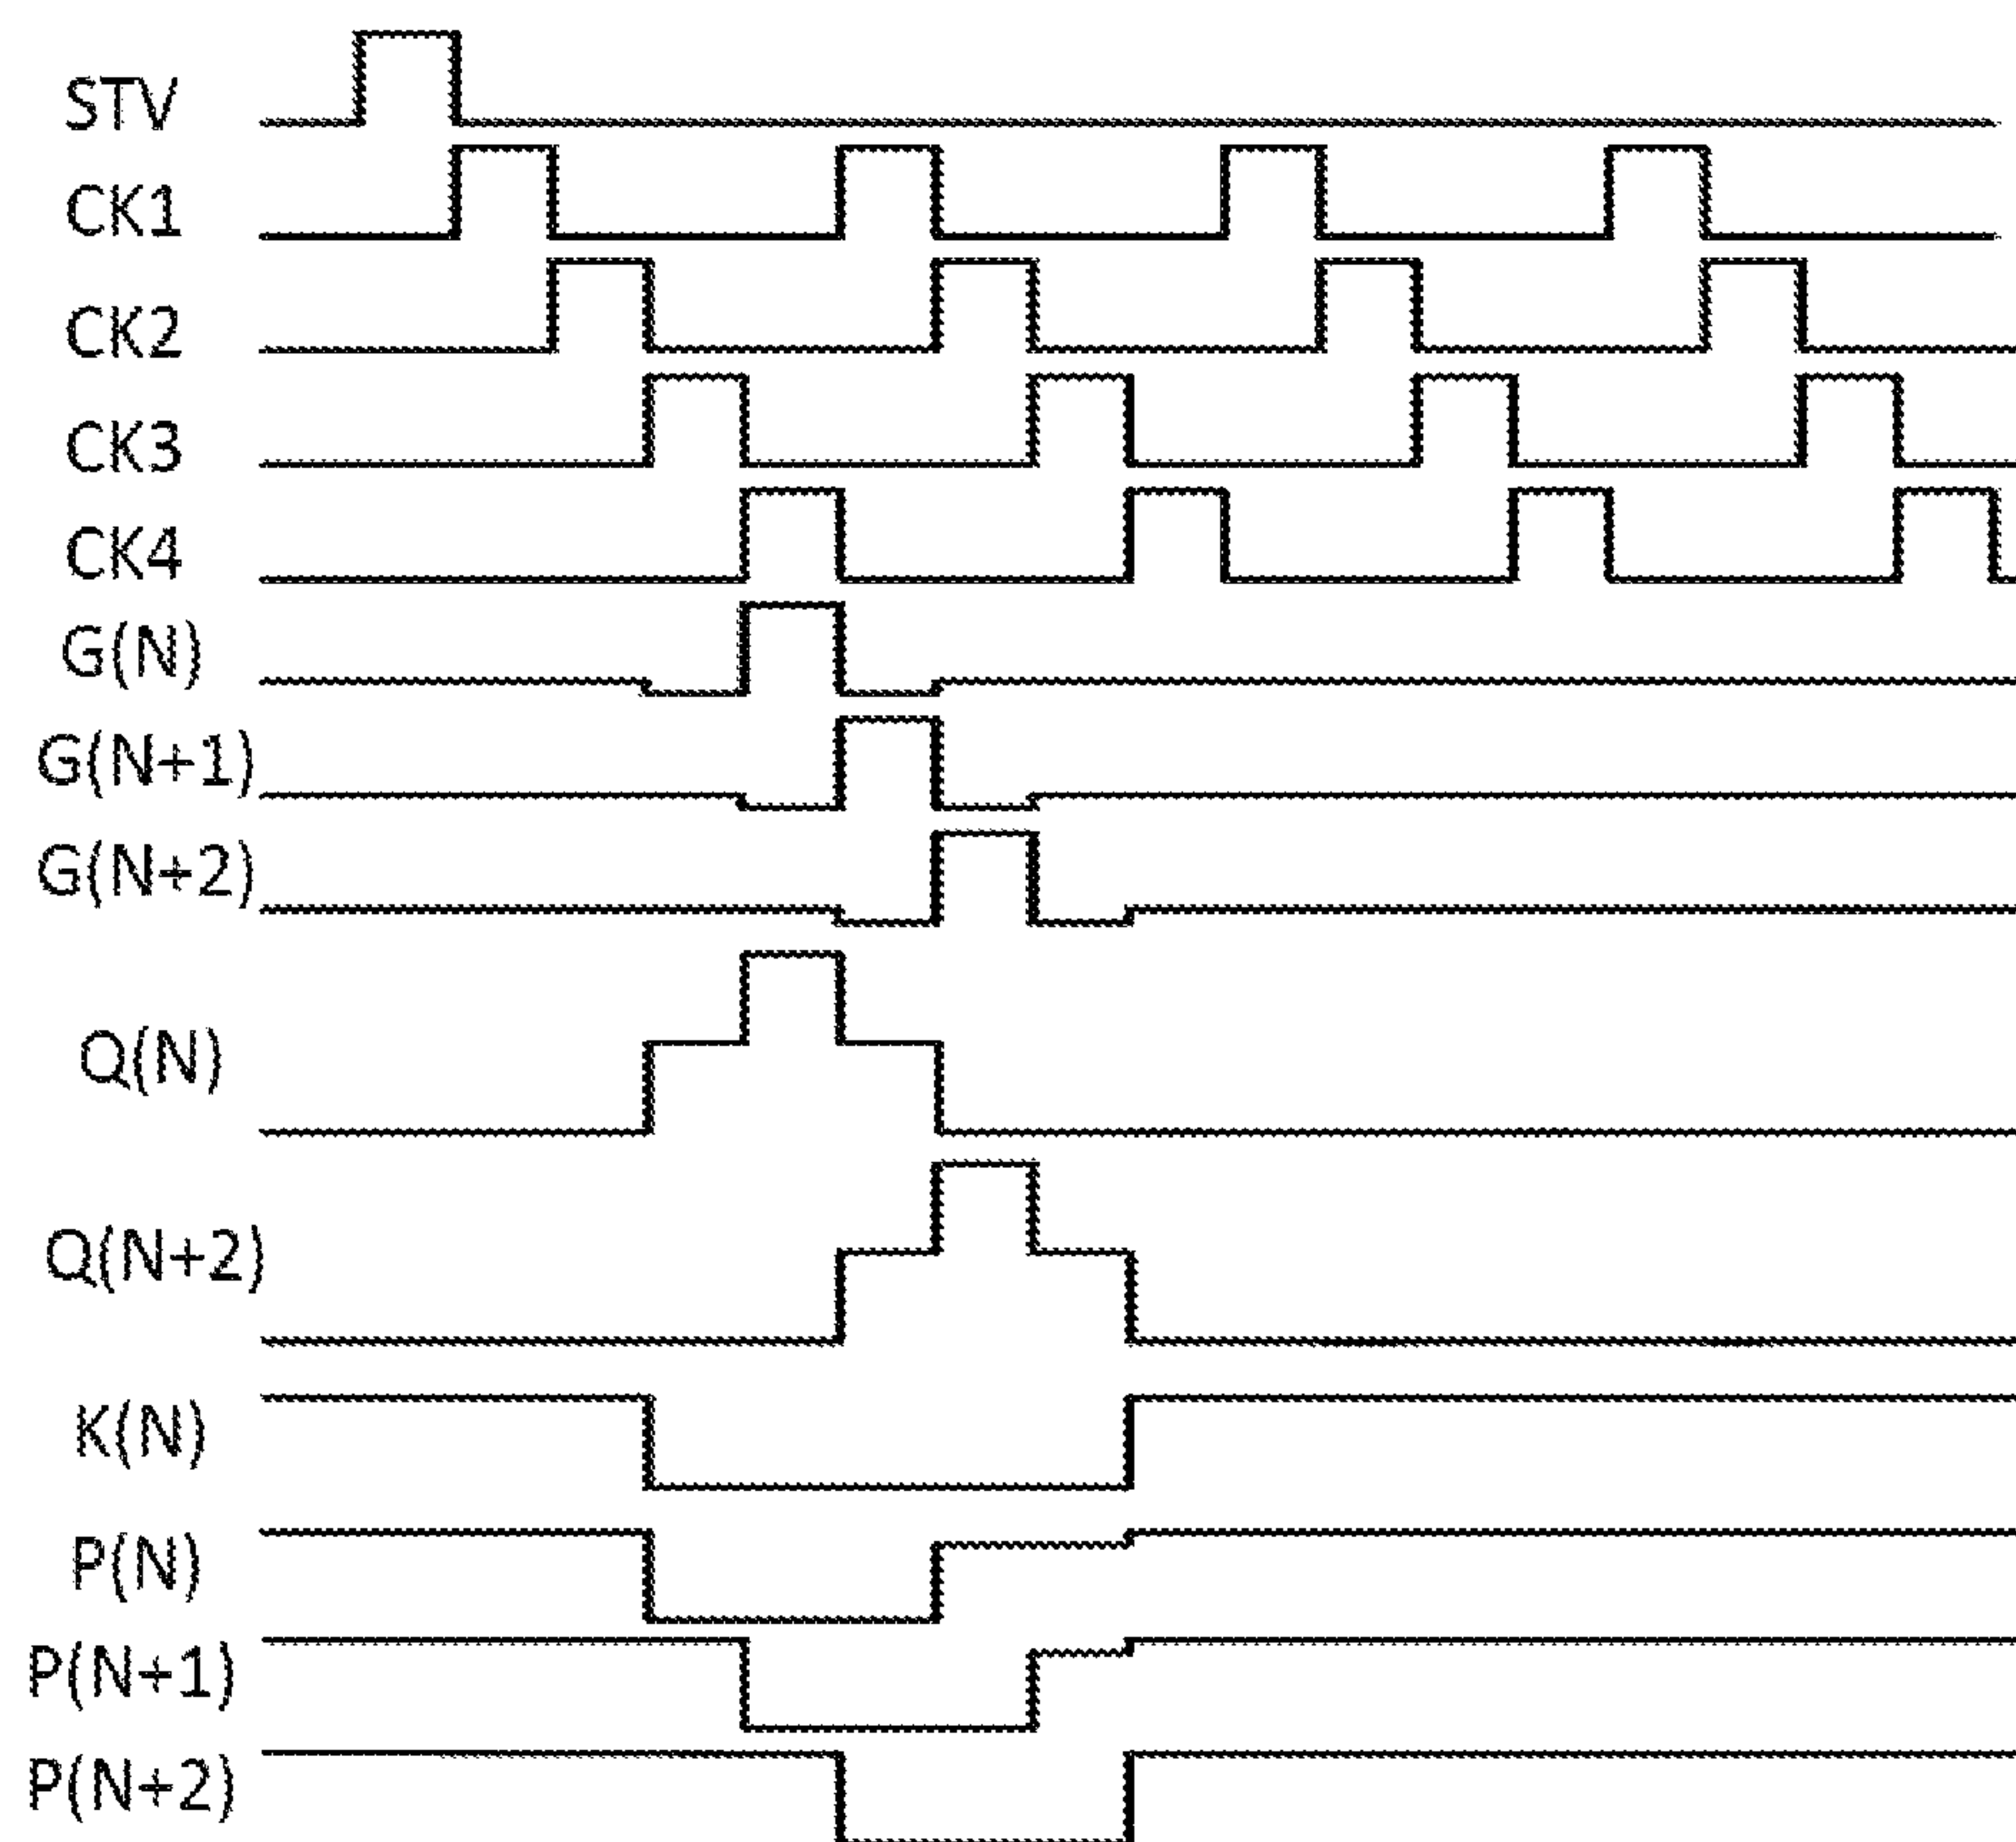 STV
CK1
CK2
CK3
CK4
G(N)
G(N+1)
G(N+2)
Q(N)
Q(N+2)
K(N)
P(N)
P(N+1)
P(N+2)